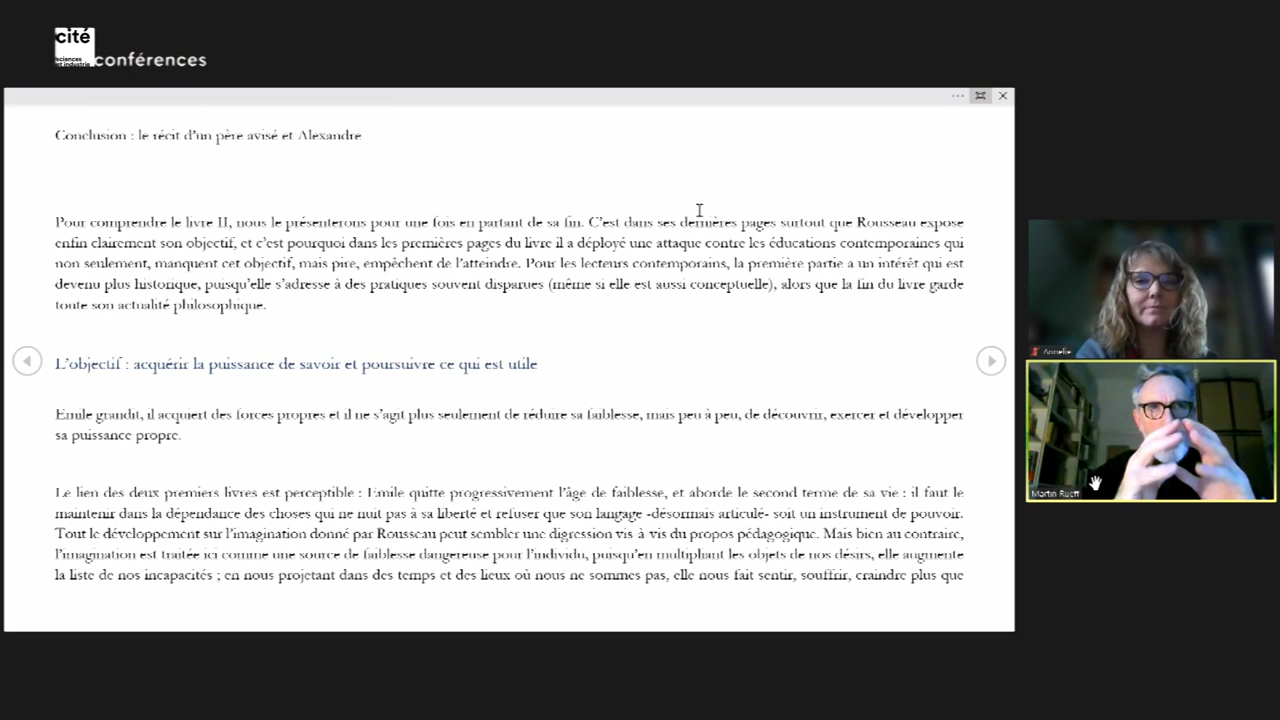 cité
sciences
et industrie
conférences
Conclusion : le récit d'un père avisé et Alexandre
Pour comprendre le livre II, nous le présenterons pour une fois en partant de sa fin. C'est dans ses dernières pages surtout que Rousseau expose
enfin clairement son objectif, et c'est pourquoi dans les premières pages du livre il a déployé une attaque contre les éducations contemporaines qui
non seulement, manquent cet objectif, mais pire, empêchent de l'atteindre. Pour les lecteurs contemporains, la première partie a un intérêt qui est
devenu plus historique, puisqu'elle s'adresse à des pratiques souvent disparues (même si elle est aussi conceptuelle), alors que la fin du livre garde
toute son actualité philosophique.
L'objectif : acquérir la puissance de savoir et poursuivre ce qui est utile
Emile grandit, il acquiert des forces propres et il ne s'agit plus seulement de réduire sa faiblesse, mais peu à peu, de découvrir, exercer et développer
sa puissance propre.
Le lien des deux premiers livres est perceptible : Emile quitte progressivement l'âge de faiblesse, et aborde le second terme de sa vie : il faut le
maintenir dans la dépendance des choses qui ne nuit pas à sa liberté et refuser que son langage -désormais articulé- soit un instrument de pouvoir.
Tout le développement sur l'imagination donné par Rousseau peut sembler une digression vis-à-vis du propos pédagogique. Mais bien au contraire,
l'imagination est traitée ici comme une source de faiblesse dangereuse pour l'individu, puisqu'en multipliant les objets de nos désirs, elle augmente
la liste de nos incapacités ; en nous projetant dans des temps et des lieux où nous ne sommes pas, elle nous fait sentir, souffrir, craindre plus que
Annelie
Martin Rueff